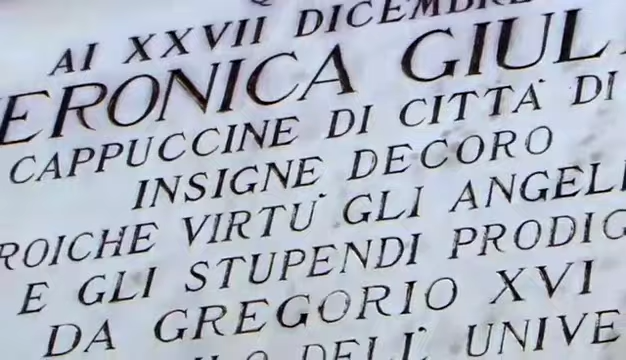 AI XXVII DICEMBRE
ERONICA GIUL
CAPPUCCINE DI CITTÀ DI
INSIGNE DECORO
ROICHE VIRTÙ GLI ANGELI
E GLI STUPENDI PRODIG
DA GREGORIO XVI
DELL' UNIVE